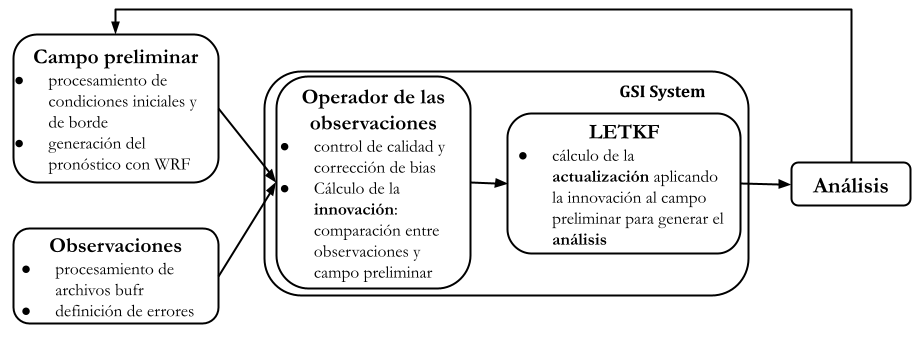 Campo preliminar
● procesamiento de
condiciones iniciales y
de borde
● generación del
pronóstico con WRF
Observaciones
● procesamiento de
archivos bufr
● definición de errores
GSI System
Operador de las
observaciones
● control de calidad y
corrección de bias
● Cálculo de la
innovación:
comparación entre
observaciones y
campo preliminar
LETKF
● cálculo de la
actualización aplicando
la innovación al campo
preliminar para generar el
análisis
Análisis